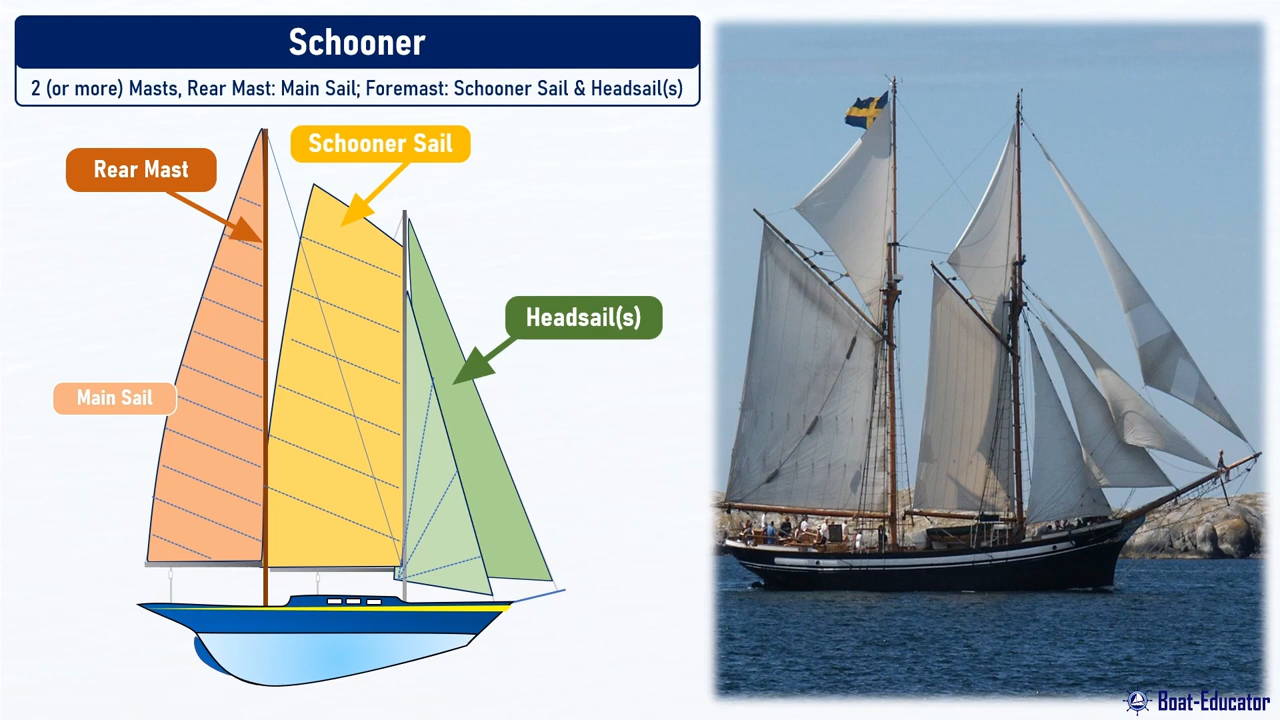 Schooner
2 (or more) Masts, Rear Mast: Main Sail; Foremast: Schooner Sail & Headsail(s)
Schooner Sail
Rear Mast
Headsail(s)
Main Sail
Boat-Educator